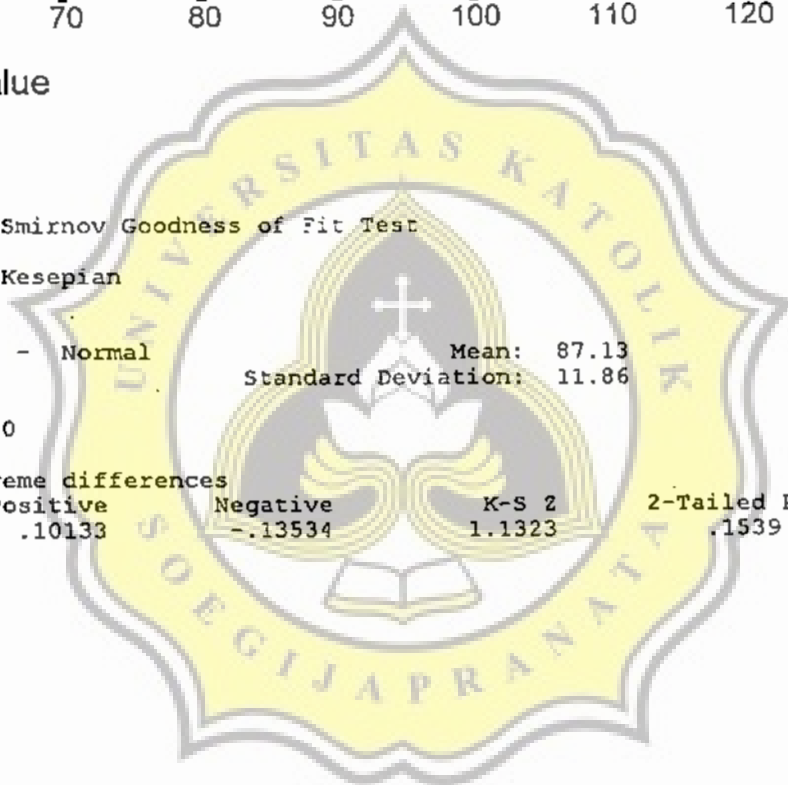 70 80 90 100 110 120
lue
Smirnov Goodness of Fit Test
Kesepian
- Normal Mean: 87.13
Standard Deviation: 11.86
0
reme differences
ositive Negative K-S Z 2-Tailed P
.10133 -.13534 1.1323 .1539
UNIVERSITAS KATOLIK
SOEGIJAPRANATA